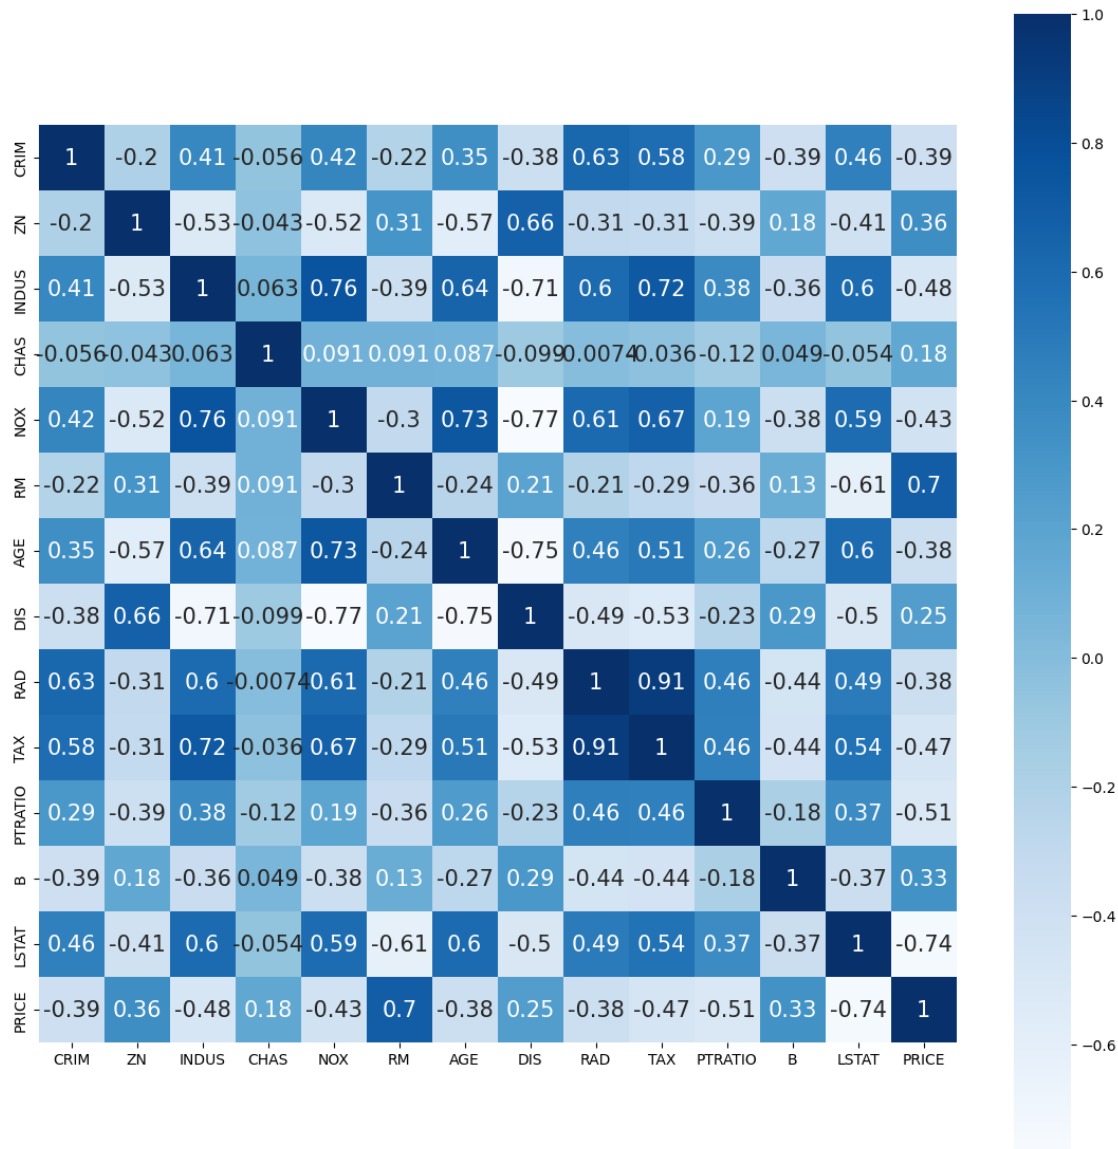 1.0
CRIM 1 -0.2 0.41 -0.056 0.42 -0.22 0.35 -0.38 0.63 0.58 0.29 -0.39 0.46 -0.39
0.8
ZN -0.2 1 -0.53 -0.043 -0.52 0.31 -0.57 0.66 -0.31 -0.31 -0.39 0.18 -0.41 0.36
INDUS 0.41 -0.53 1 0.063 0.76 -0.39 0.64 -0.71 0.6 0.72 0.38 -0.36 0.6 -0.48
0.6
CHAS -0.056 -0.043 0.063 1 0.091 0.091 0.087 -0.099 -0.0074 -0.036 -0.12 0.049 -0.054 0.18
0.4
NOX 0.42 -0.52 0.76 0.091 1 -0.3 0.73 -0.77 0.61 0.67 0.19 -0.38 0.59 -0.43
RM -0.22 0.31 -0.39 0.091 -0.3 1 -0.24 0.21 -0.21 -0.29 -0.36 0.13 -0.61 0.7
0.2
AGE 0.35 -0.57 0.64 0.087 0.73 -0.24 1 -0.75 0.46 0.51 0.26 -0.27 0.6 -0.38
DIS -0.38 0.66 -0.71 -0.099 -0.77 0.21 -0.75 1 -0.49 -0.53 -0.23 0.29 -0.5 0.25
0.0
RAD 0.63 -0.31 0.6 -0.0074 0.61 -0.21 0.46 -0.49 1 0.91 0.46 -0.44 0.49 -0.38
TAX 0.58 -0.31 0.72 -0.036 0.67 -0.29 0.51 -0.53 0.91 1 0.46 -0.44 0.54 -0.47
−0.2
PTRATIO 0.29 -0.39 0.38 -0.12 0.19 -0.36 0.26 -0.23 0.46 0.46 1 -0.18 0.37 -0.51
B -0.39 0.18 -0.36 0.049 -0.38 0.13 -0.27 0.29 -0.44 -0.44 -0.18 1 -0.37 0.33
−0.4
LSTAT 0.46 -0.41 0.6 -0.054 0.59 -0.61 0.6 -0.5 0.49 0.54 0.37 -0.37 1 -0.74
PRICE -0.39 0.36 -0.48 0.18 -0.43 0.7 -0.38 0.25 -0.38 -0.47 -0.51 0.33 -0.74 1
−0.6
CRIM ZN INDUS CHAS NOX RM AGE DIS RAD TAX PTRATIO B LSTAT PRICE